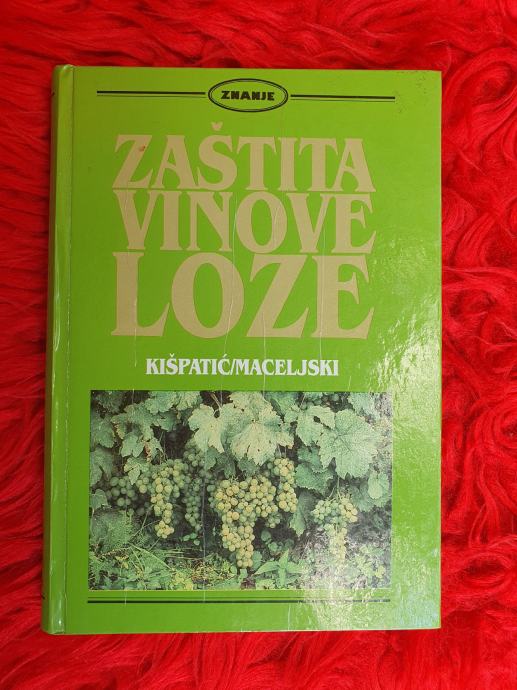 ZNANJE
ZAŠTITA
VINOVE
LOZE
KIŠPATIĆ/MACELJSKI